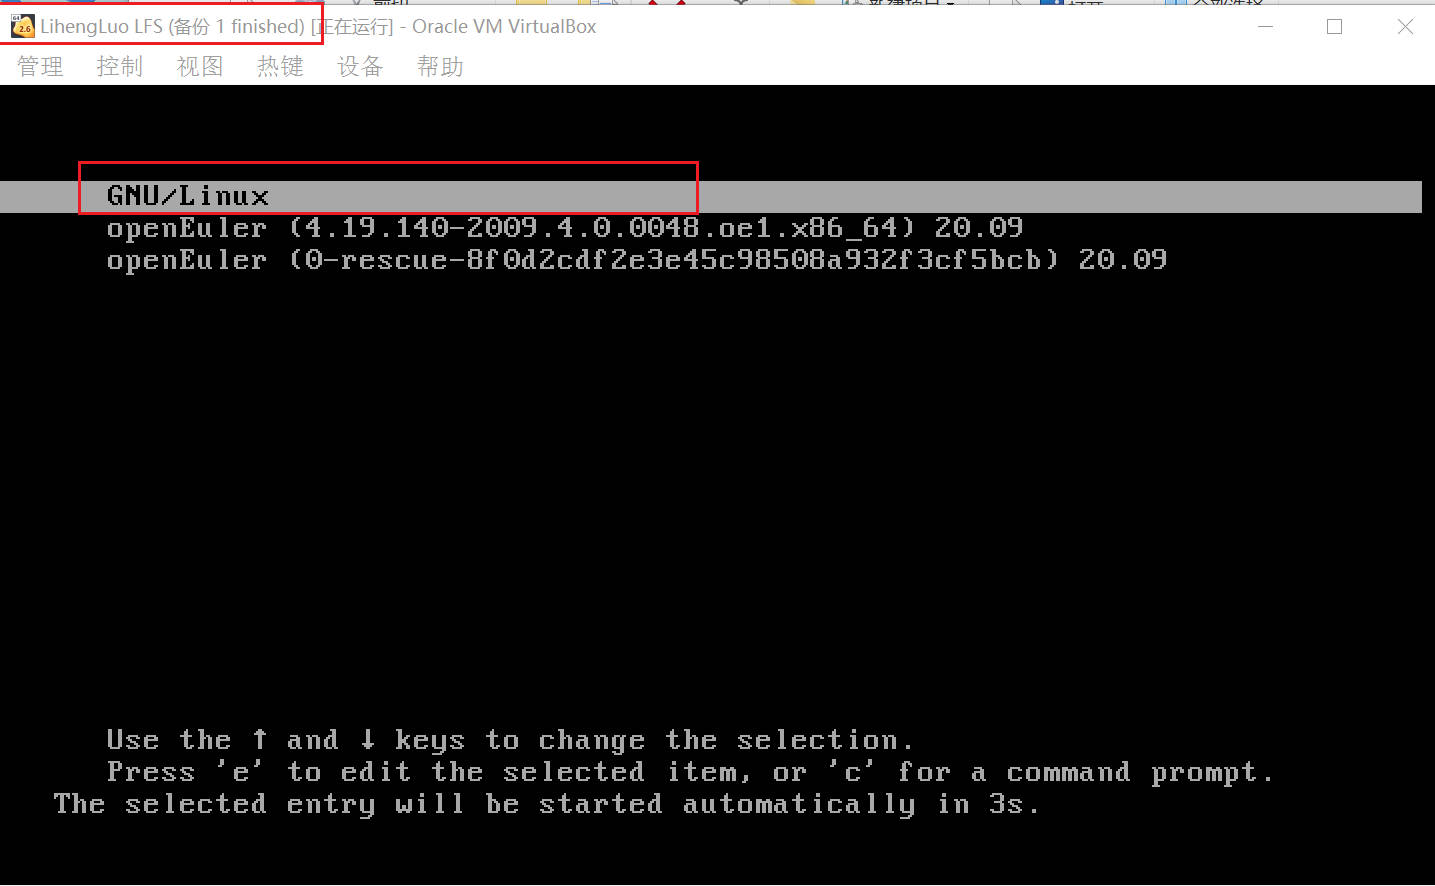 LihengLuo LFS (备份 1 finished) [正在运行] - Oracle VM VirtualBox
管理 控制 视图 热键 设备 帮助
GNU/Linux
openEuler (4.19.140-2009.4.0.0048.oe1.x86_64) 20.09
openEuler (0-rescue-8f0d2cdf2e3e45c98508a932f3cf5bcb) 20.09
Use the ↑ and ↓ keys to change the selection.
Press 'e' to edit the selected item, or 'c' for a command prompt.
The selected entry will be started automatically in 3s.